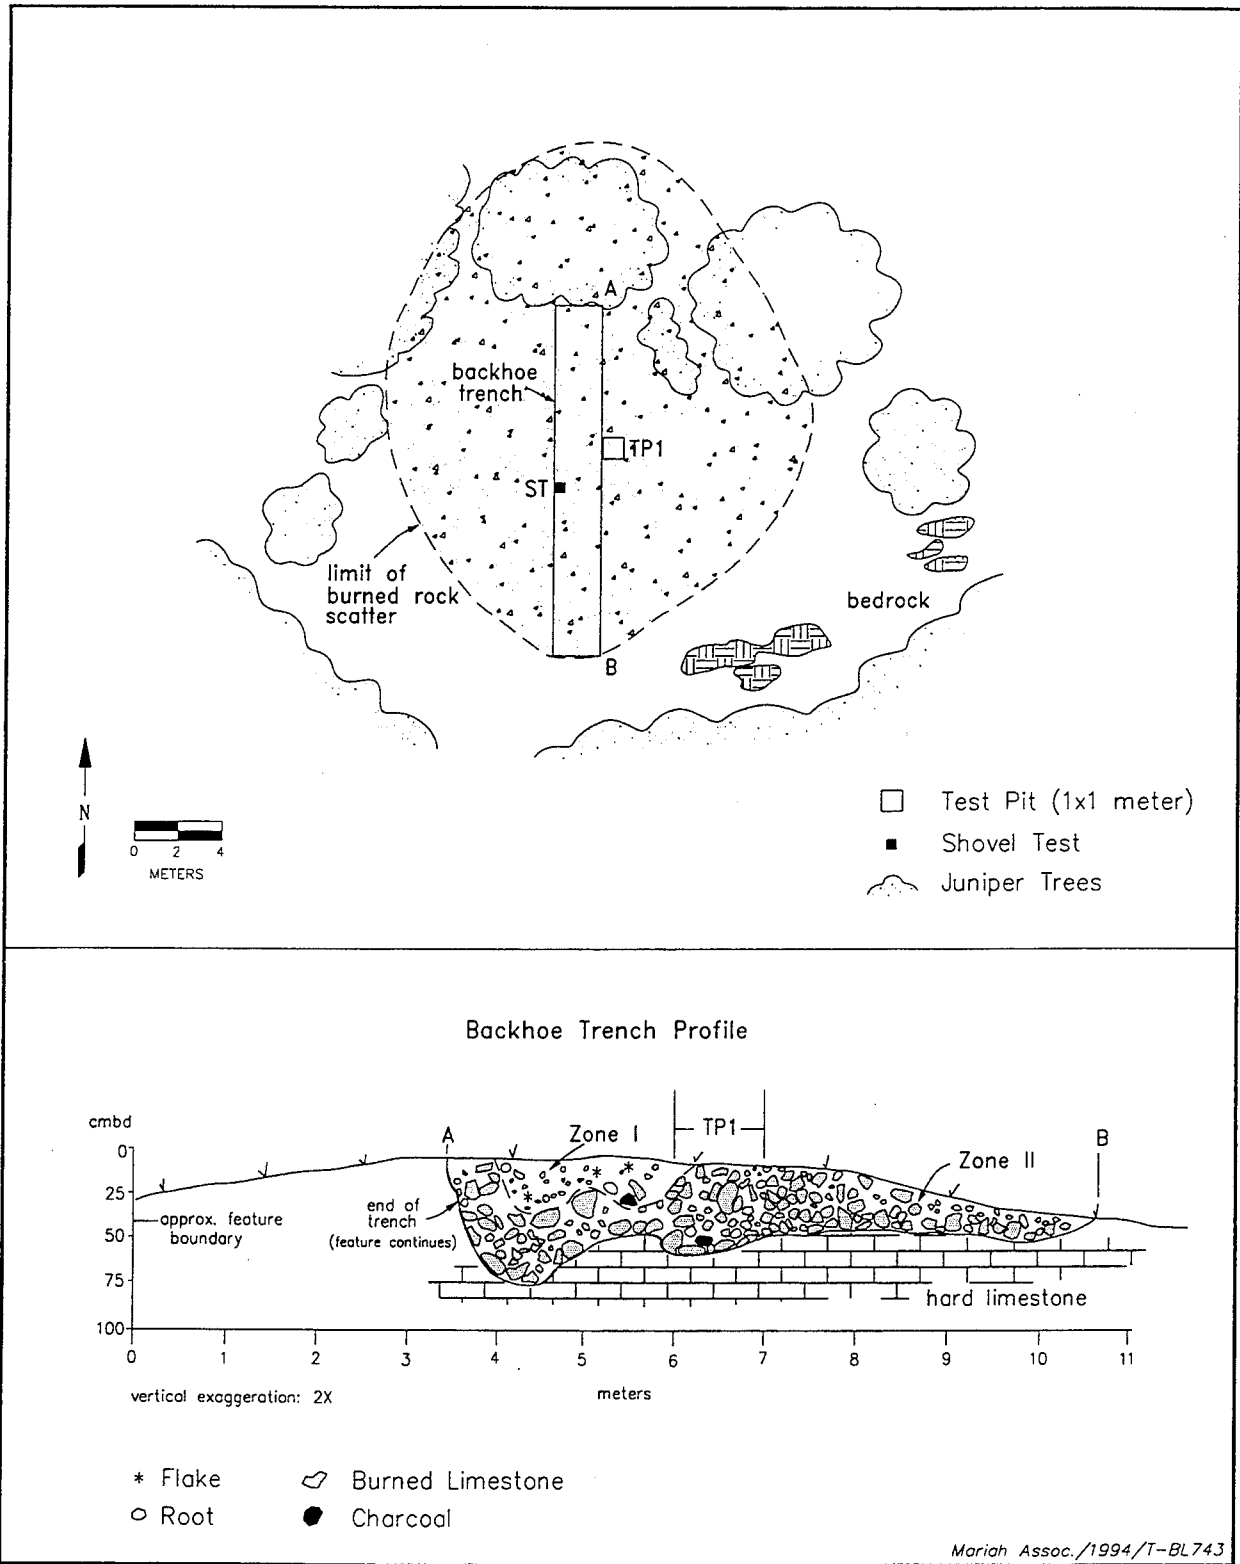 A
backhoe
trench
TP1
ST
limit of
burned rock
scatter
bedrock
B
N
0 2 4
METERS
Test Pit (1x1 meter)
Shovel Test
Juniper Trees
Backhoe Trench Profile
cmbd
A
Zone I
TP1
B
Zone II
0
25
50
75
100
approx. feature
boundary
end of
trench
(feature continues)
hard limestone
0 1 2 3 4 5 6 7 8 9 10 11
vertical exaggeration: 2X
meters
* Flake
Burned Limestone
Root
Charcoal
Mariah Assoc./1994/T-BL743